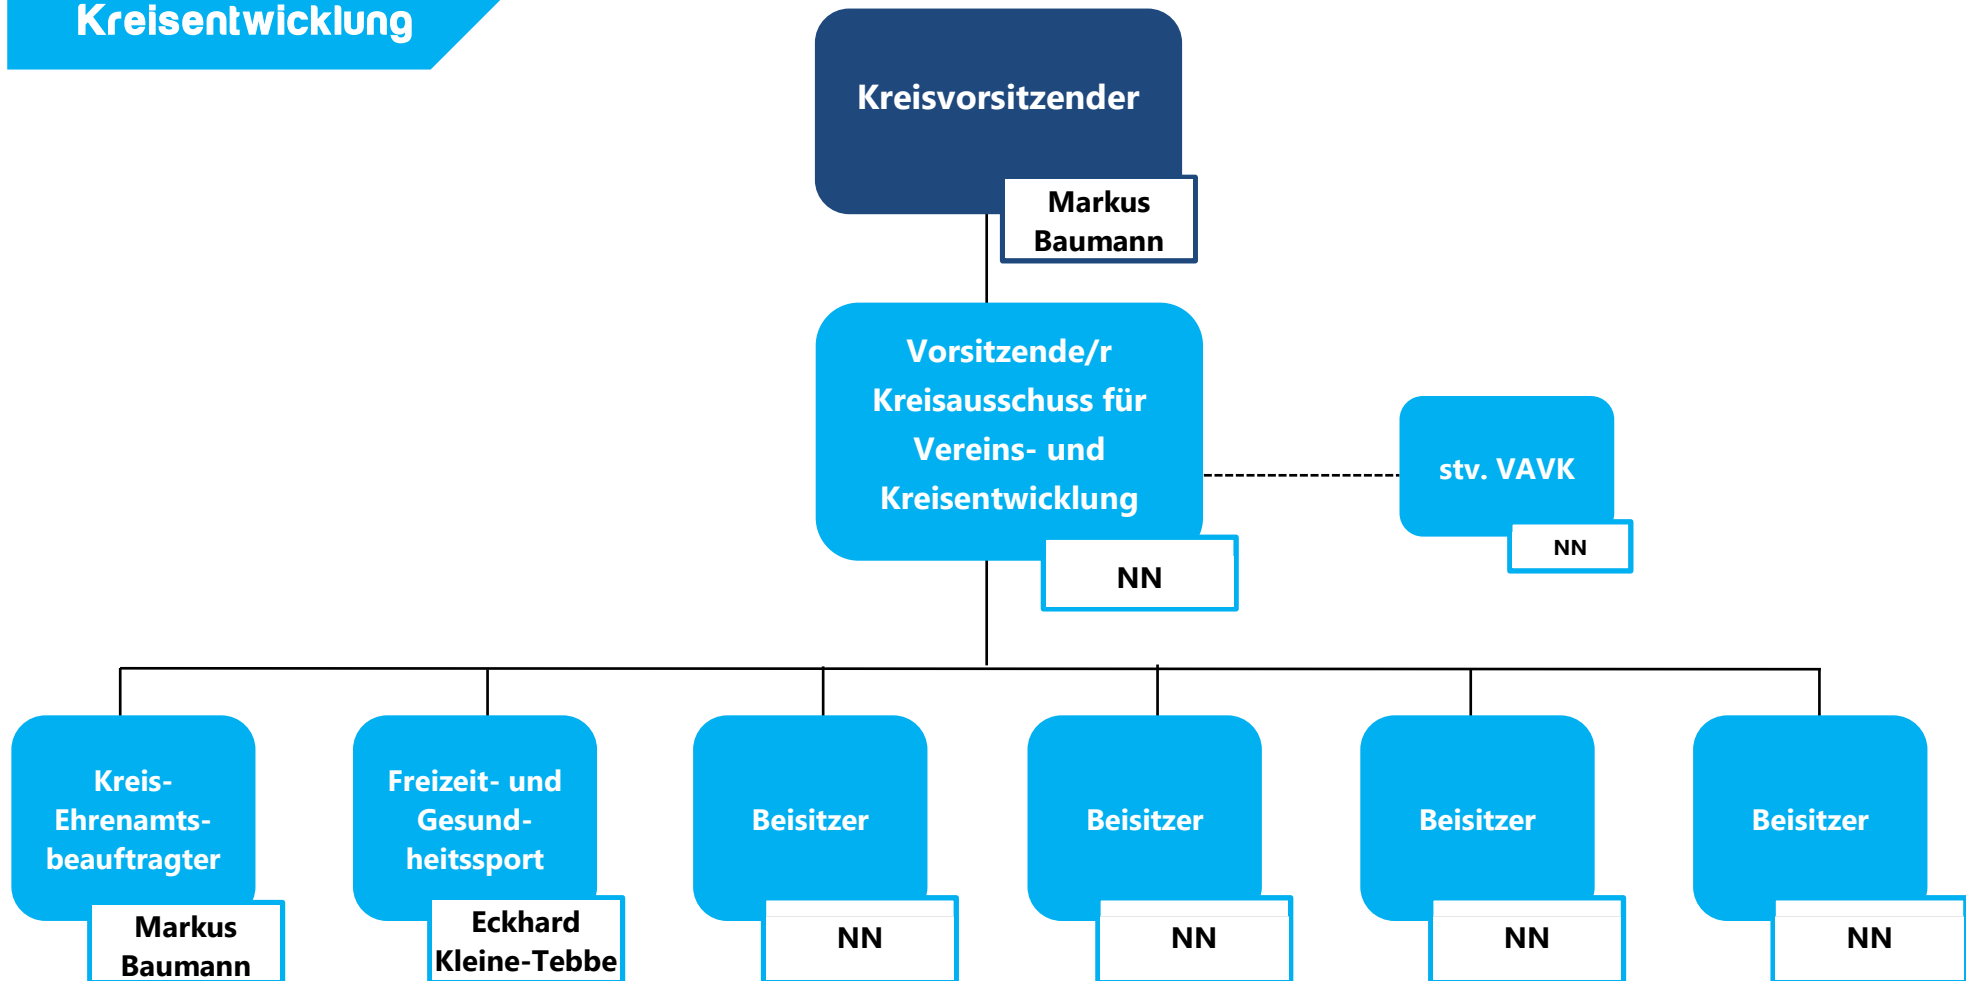 Kreisentwicklung
Kreisvorsitzender
Markus
Baumann
Vorsitzende/r
Kreisausschuss für
Vereins- und
Kreisentwicklung
NN
stv. VAVK
NN
Kreis-
Ehrenamts-
beauftragter
Markus
Baumann
Freizeit- und
Gesund-
heitssport
Eckhard
Kleine-Tebbe
Beisitzer
NN
Beisitzer
NN
Beisitzer
NN
Beisitzer
NN